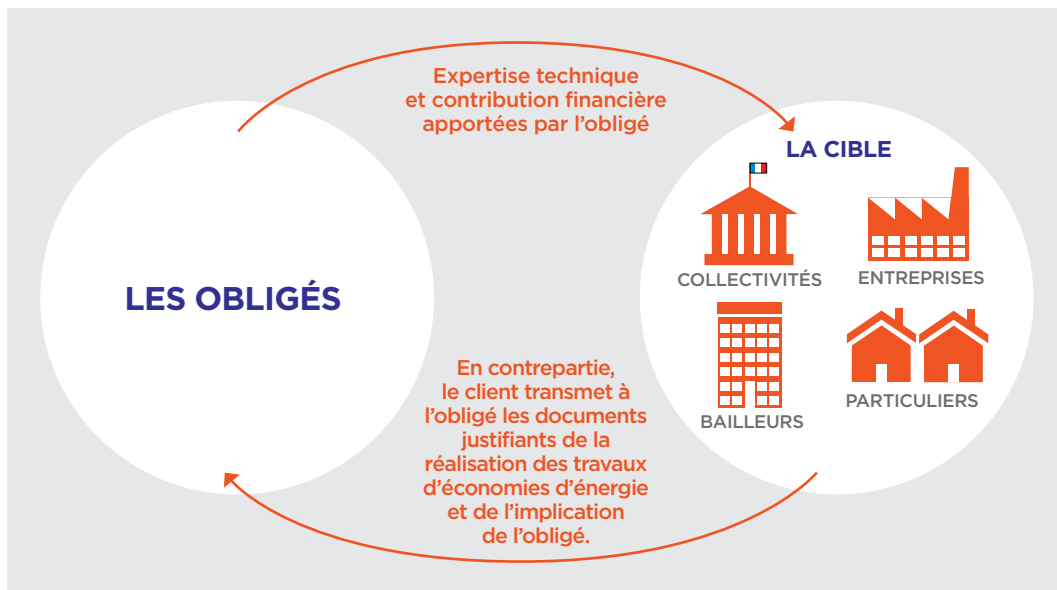 Expertise technique
et contribution financière
apportées par l’obligé
LA CIBLE
COLLECTIVITÉS
ENTREPRISES
LES OBLIGÉS
BAILLEURS
PARTICULIERS
En contrepartie,
le client transmet à
l’obligé les documents
justifiants de la
réalisation des travaux
d’économies d’énergie
et de l’implication
de l’obligé.